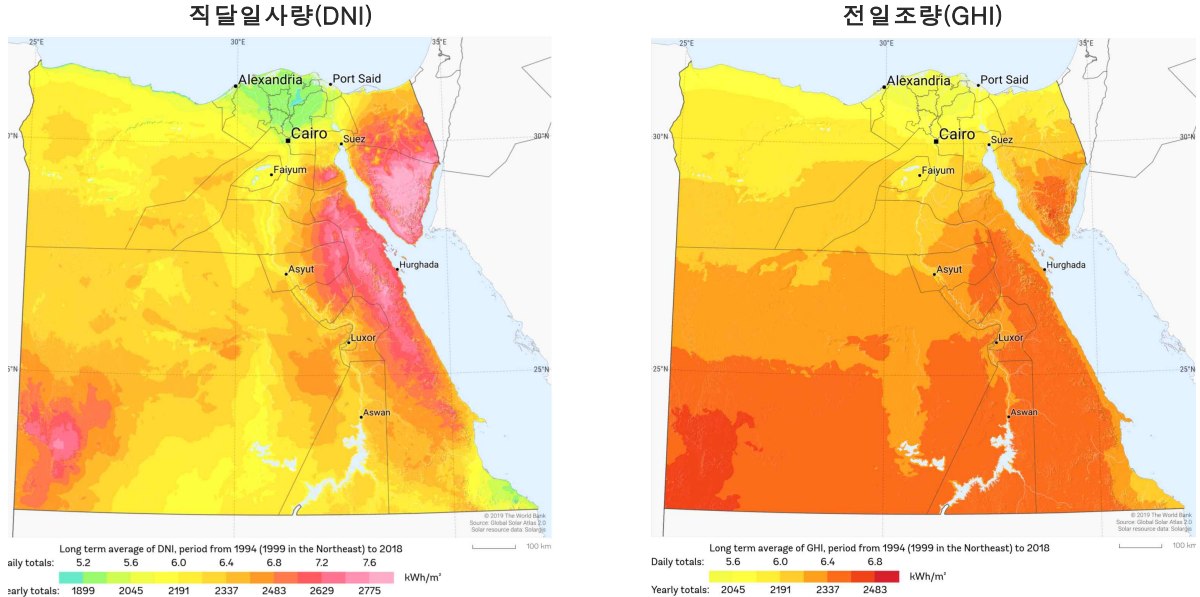 직달일사량(DNI)
25°E
30°E
35°E
Alexandria
Port Said
Cairo
Suez
Faiyum
Asyut
Hurghada
Luxor
Aswan
© 2019 The World Bank
Source: Global Solar Atlas 2.0
Solar resource data: Solargis
100 km
Long term average of DNI, period from 1994 (1999 in the Northeast) to 2018
aily totals: 5.2 5.6 6.0 6.4 6.8 7.2 7.6
kWh/m²
early totals: 1899 2045 2191 2337 2483 2629 2775
전일조량(GHI)
25°E
30°E
35°E
Alexandria
Port Said
30°N
Cairo
30°N
Suez
Faiyum
Asyut
Hurghada
Luxor
25°N
25°N
Aswan
© 2019 The World Bank
Source: Global Solar Atlas 2.0
Solar resource data: Solargis
100 km
Long term average of GHI, period from 1994 (1999 in the Northeast) to 2018
Daily totals: 5.6 6.0 6.4 6.8
kWh/m²
Yearly totals: 2045 2191 2337 2483